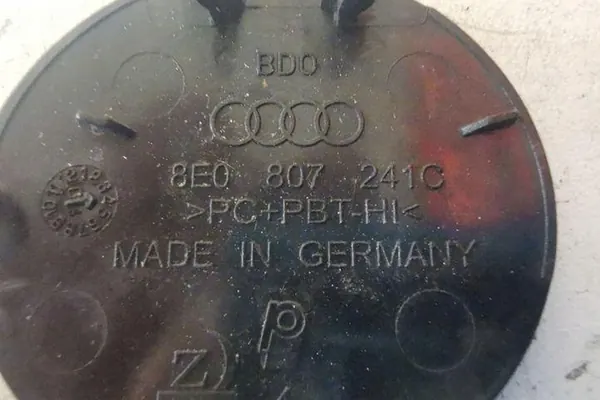 BDO
8E0 807 241C
>PC+PBT-HI<
MADE IN GERMANY
p
Z